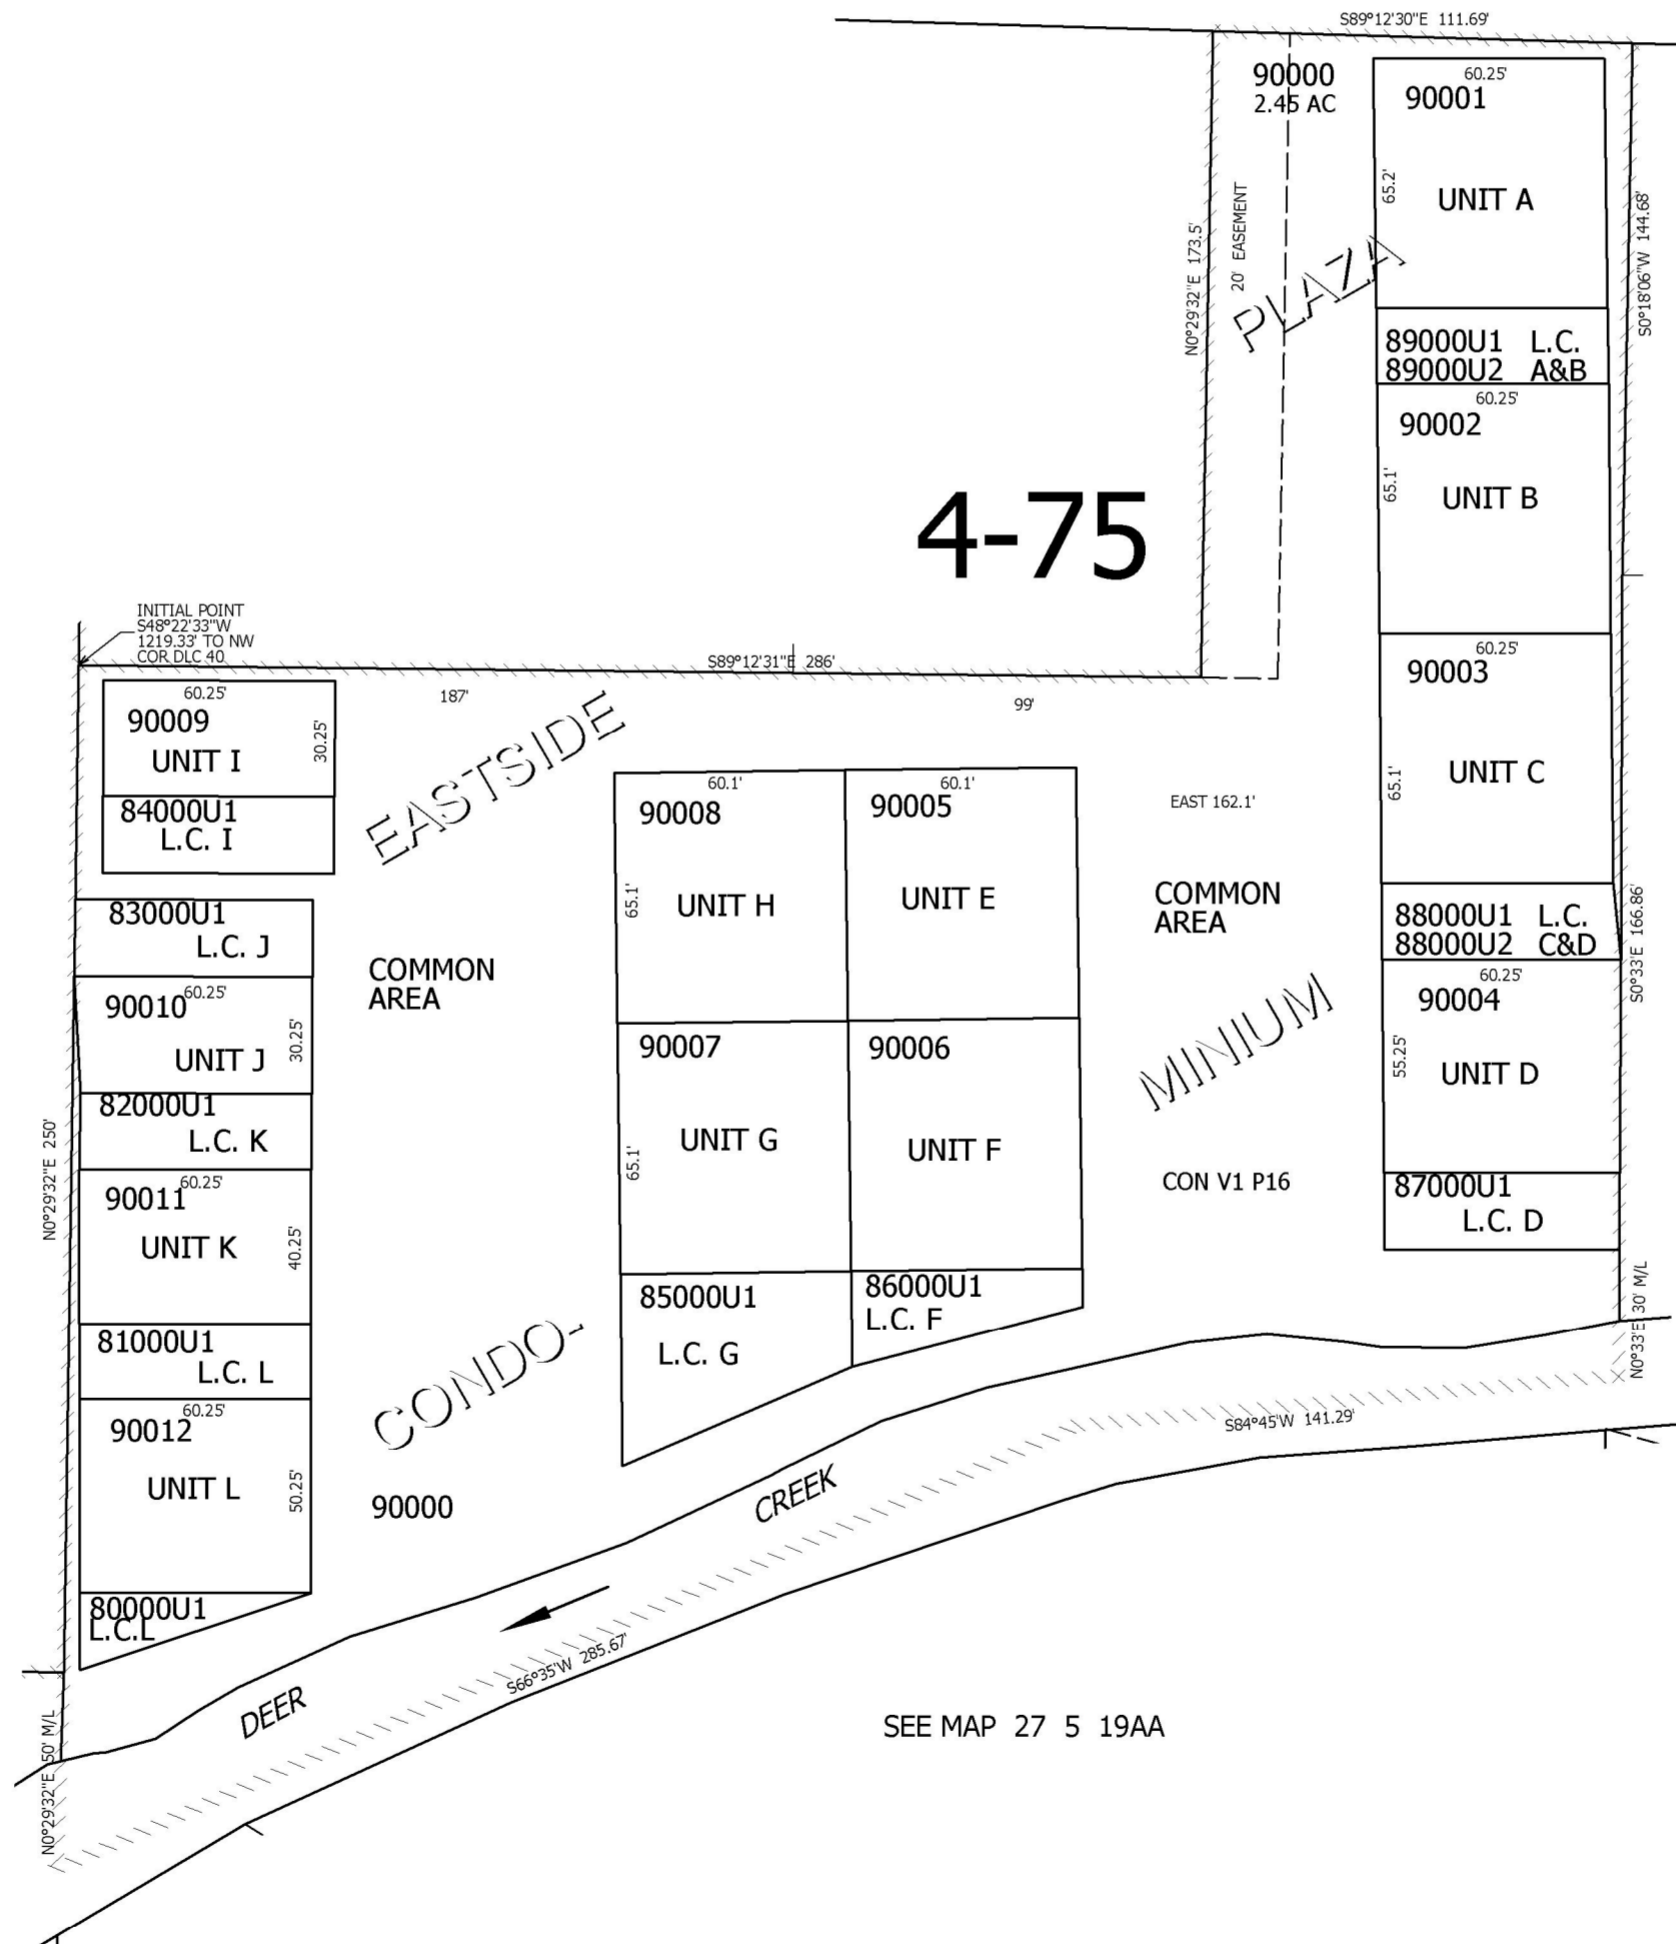 S89°12'30"E 111.69'
90000
2.45 AC
60.25'
90001
65.2'
UNIT A
20' EASEMENT
N0°29'32"E 173.5'
S0°18'06"W 144.68'
PLAZA
89000U1 L.C.
89000U2 A&B
60.25'
90002
65.1'
UNIT B
4-75
INITIAL POINT
S48°22'33"W
1219.33' TO NW
COR DLC 40
S89°12'31"E 286'
187'
99'
60.25'
90003
65.1'
UNIT C
60.25'
90009
30.25'
UNIT I
84000U1
L.C. I
EASTSIDE
60.1'
90008
65.1'
UNIT H
60.1'
90005
UNIT E
EAST 162.1'
COMMON
AREA
88000U1 L.C.
88000U2 C&D
S0°33'E 166.86'
83000U1
L.C. J
COMMON
AREA
60.25'
90010
30.25'
UNIT J
60.25'
90004
55.25'
UNIT D
MINIUM
90007
65.1'
UNIT G
90006
UNIT F
82000U1
L.C. K
N0°29'32"E 250'
60.25'
90011
40.25'
UNIT K
CON V1 P16
87000U1
L.C. D
85000U1
L.C. G
86000U1
L.C. F
N0°33'E 30' M/L
81000U1
L.C. L
CONDO-
60.25'
90012
50.25'
UNIT L
90000
S84°45'W 141.29'
CREEK
80000U1
L.C.L
S66°35'W 285.67'
DEER
N0°29'32"E 50' M/L
SEE MAP 27 5 19AA